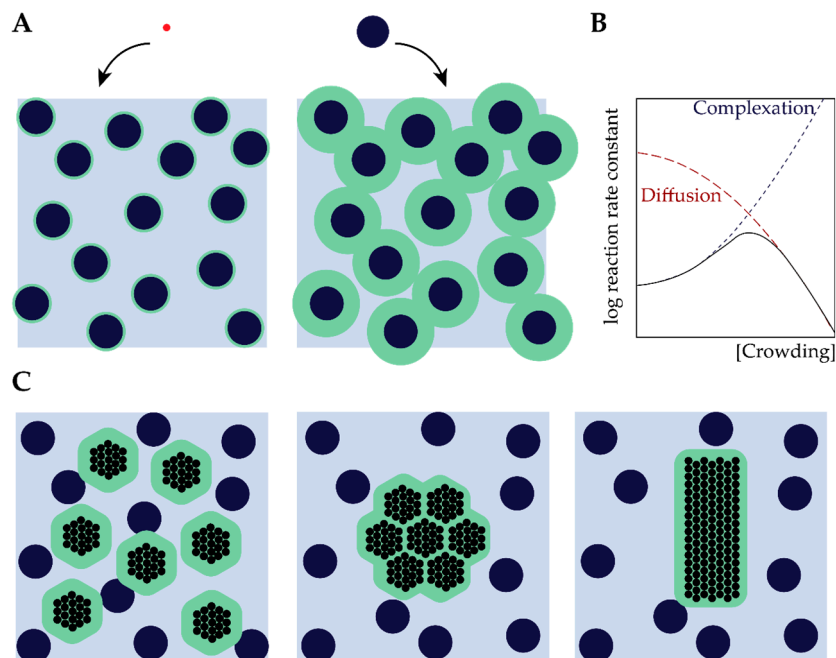 A
B
Complexation
Diffusion
log reaction rate constant
[Crowding]
C